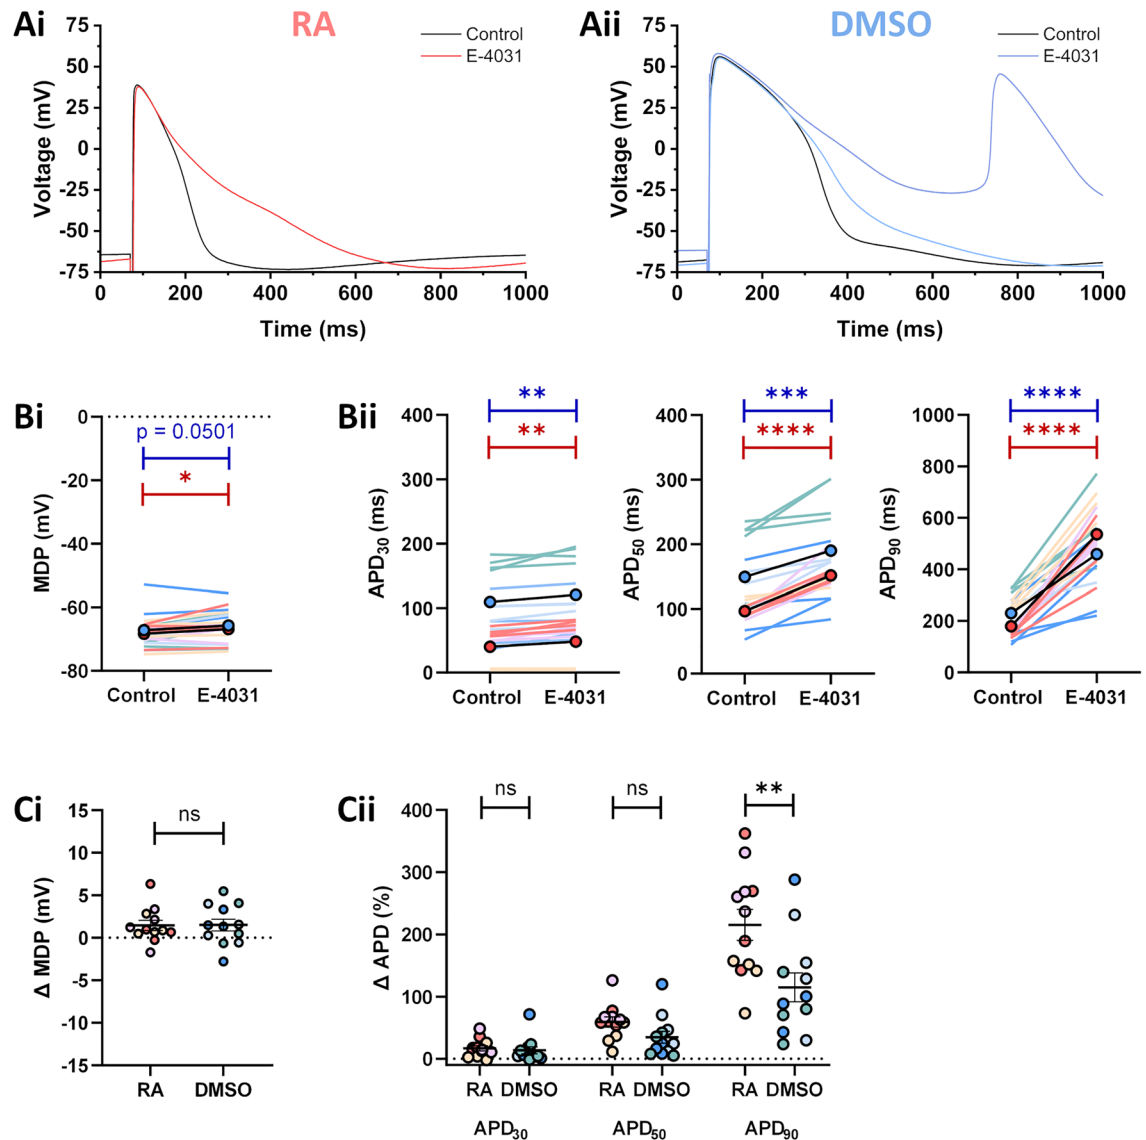 Ai
RA
Control
E-4031
Voltage (mV)
75
50
25
0
-25
-50
-75
0 200 400 600 800 1000
Time (ms)
Aii
DMSO
Control
E-4031
Voltage (mV)
75
50
25
0
-25
-50
-75
0 200 400 600 800 1000
Time (ms)
Bi
p = 0.0501
*
MDP (mV)
0
-20
-40
-60
-80
Control E-4031
Bii
**
**
APD30 (ms)
400
300
200
100
0
Control E-4031
***
****
APD50 (ms)
400
300
200
100
0
Control E-4031
****
****
APD90 (ms)
1000
800
600
400
200
0
Control E-4031
Ci
ns
Δ MDP (mV)
15
10
5
0
-5
-10
-15
RA DMSO
Cii
ns ns **
Δ APD (%)
400
300
200
100
0
RA DMSO RA DMSO RA DMSO
APD30 APD50 APD90